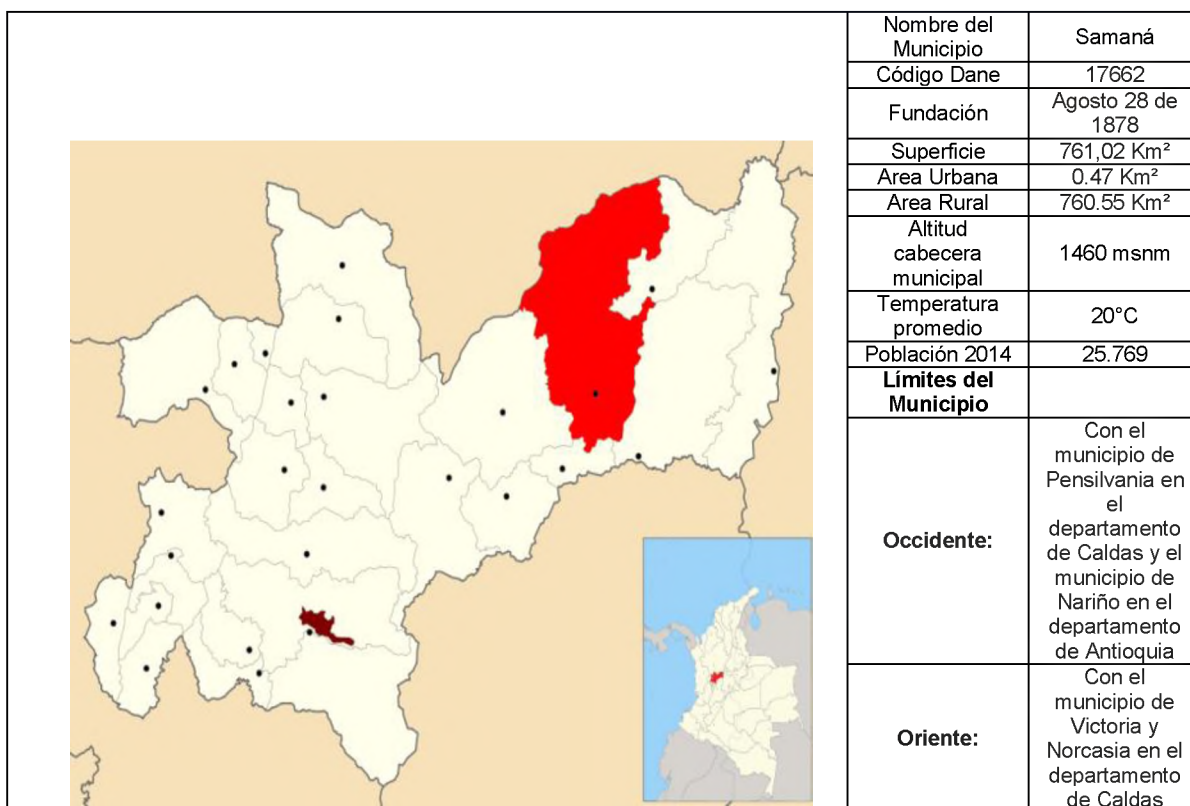 Nombre del
Municipio
Samaná
Código Dane
17662
Fundación
Agosto 28 de
1878
Superficie
761,02 Km²
Area Urbana
0.47 Km²
Area Rural
760.55 Km²
Altitud
cabecera
municipal
1460 msnm
Temperatura
promedio
20°C
Población 2014
25.769
Límites del
Municipio
Occidente:
Con el
municipio de
Pensilvania en
el
departamento
de Caldas y el
municipio de
Nariño en el
departamento
de Antioquia
Oriente:
Con el
municipio de
Victoria y
Norcasia en el
departamento
de Caldas